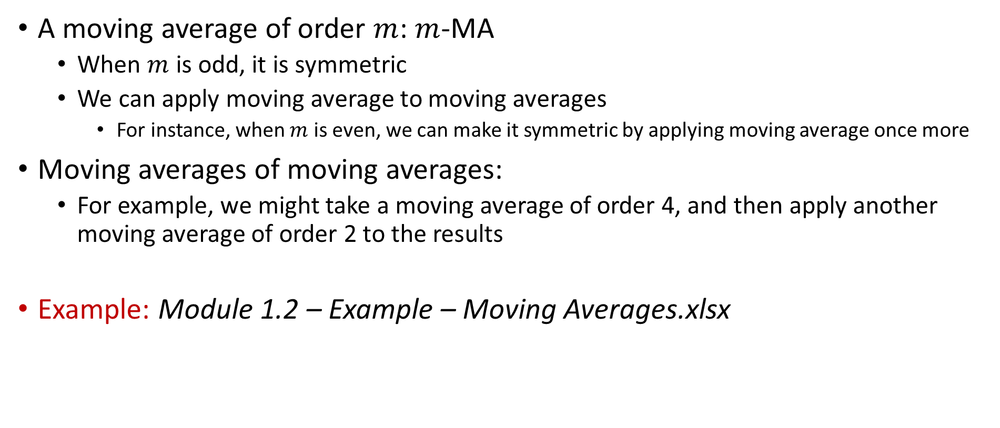 • A moving average of order 𝑚: 𝑚-MA
• When 𝑚 is odd, it is symmetric
• We can apply moving average to moving averages
• For instance, when 𝑚 is even, we can make it symmetric by applying moving average once more
• Moving averages of moving averages:
• For example, we might take a moving average of order 4, and then apply another
moving average of order 2 to the results
• Example: Module 1.2 – Example – Moving Averages.xlsx